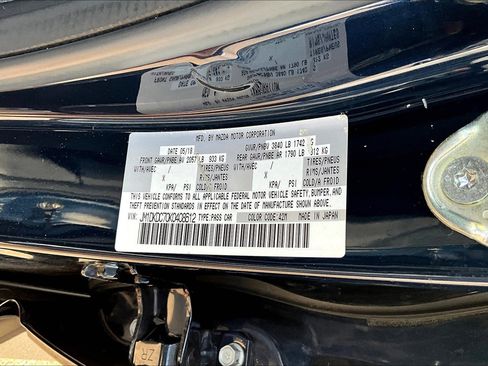 MFD. BY MAZDA MOTOR CORPORATION
DATE 05/18 GVWR/PNBV 3840 LB 1742
FRONT GAWR/PNBE AV 2057 LB 933 KG REAR GAWR/PNBE AR 1790 LB 812 KG
WITH/AVEC TIRES/PNEUS WITH/AVEC TIRES/PNEUS
X RIMS/JANTES X RIMS/JANTES
KPA/ PSI/ COLD/A FROID KPA/ PSI/ COLD/A FROID
THIS VEHICLE CONFORMS TO ALL APPLICABLE FEDERAL MOTOR VEHICLE SAFETY, BUMPER, AND
THEFT PREVENTION STANDARDS IN EFFECT ON THE DATE OF MANUFACTURE SHOWN ABOVE.
VIN: JM1DKDC70K0408612 TYPE:PASS CAR COLOR CODE:42M MADE IN JAPAN
ZR